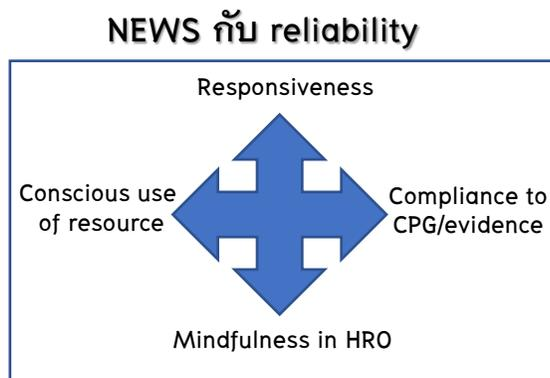 NEWS กับ reliability
Responsiveness
Conscious use
of resource
Compliance to
CPG/evidence
Mindfulness in HRO